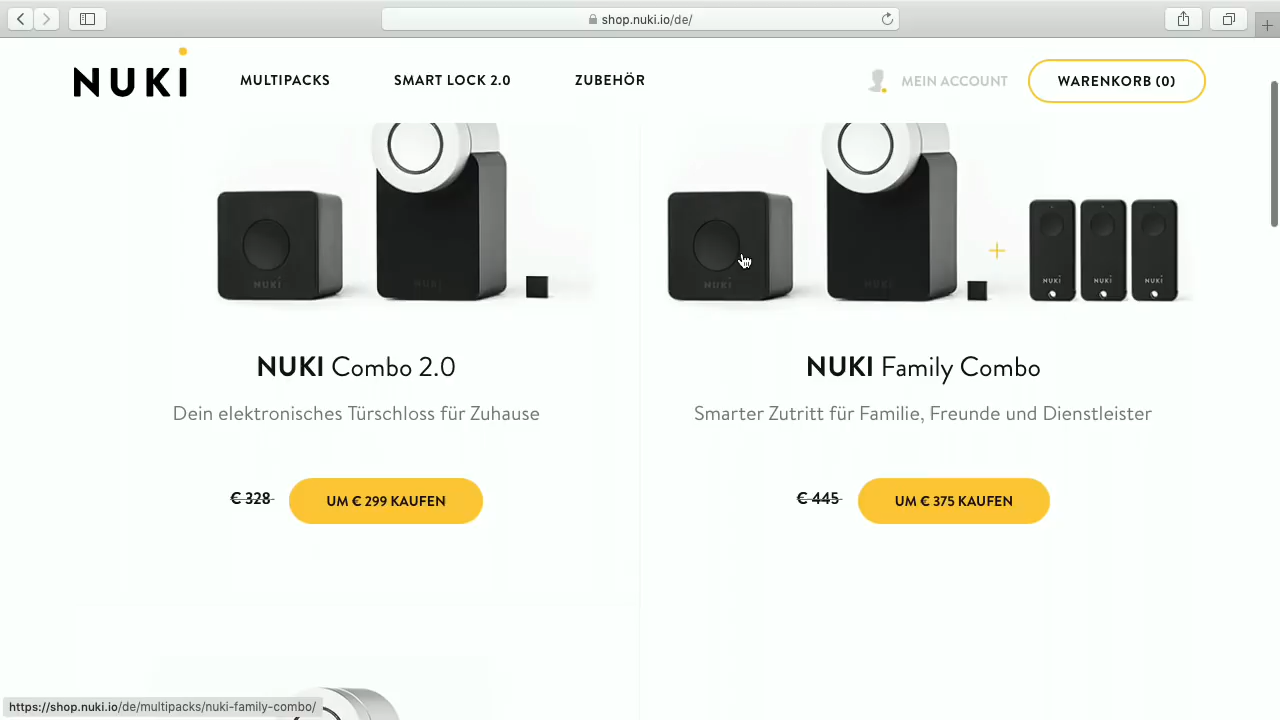 shop.nuki.io/de/
NUKI
MULTIPACKS
SMART LOCK 2.0
ZUBEHÖR
MEIN ACCOUNT
WARENKORB (0)
NUKI
NUKI
NUKI
NUKI
NUKI
NUKI
NUKI
NUKI Combo 2.0
Dein elektronisches Türschloss für Zuhause
€ 328
UM € 299 KAUFEN
NUKI Family Combo
Smarter Zutritt für Familie, Freunde und Dienstleister
€ 445
UM € 375 KAUFEN
https://shop.nuki.io/de/multipacks/nuki-family-combo/